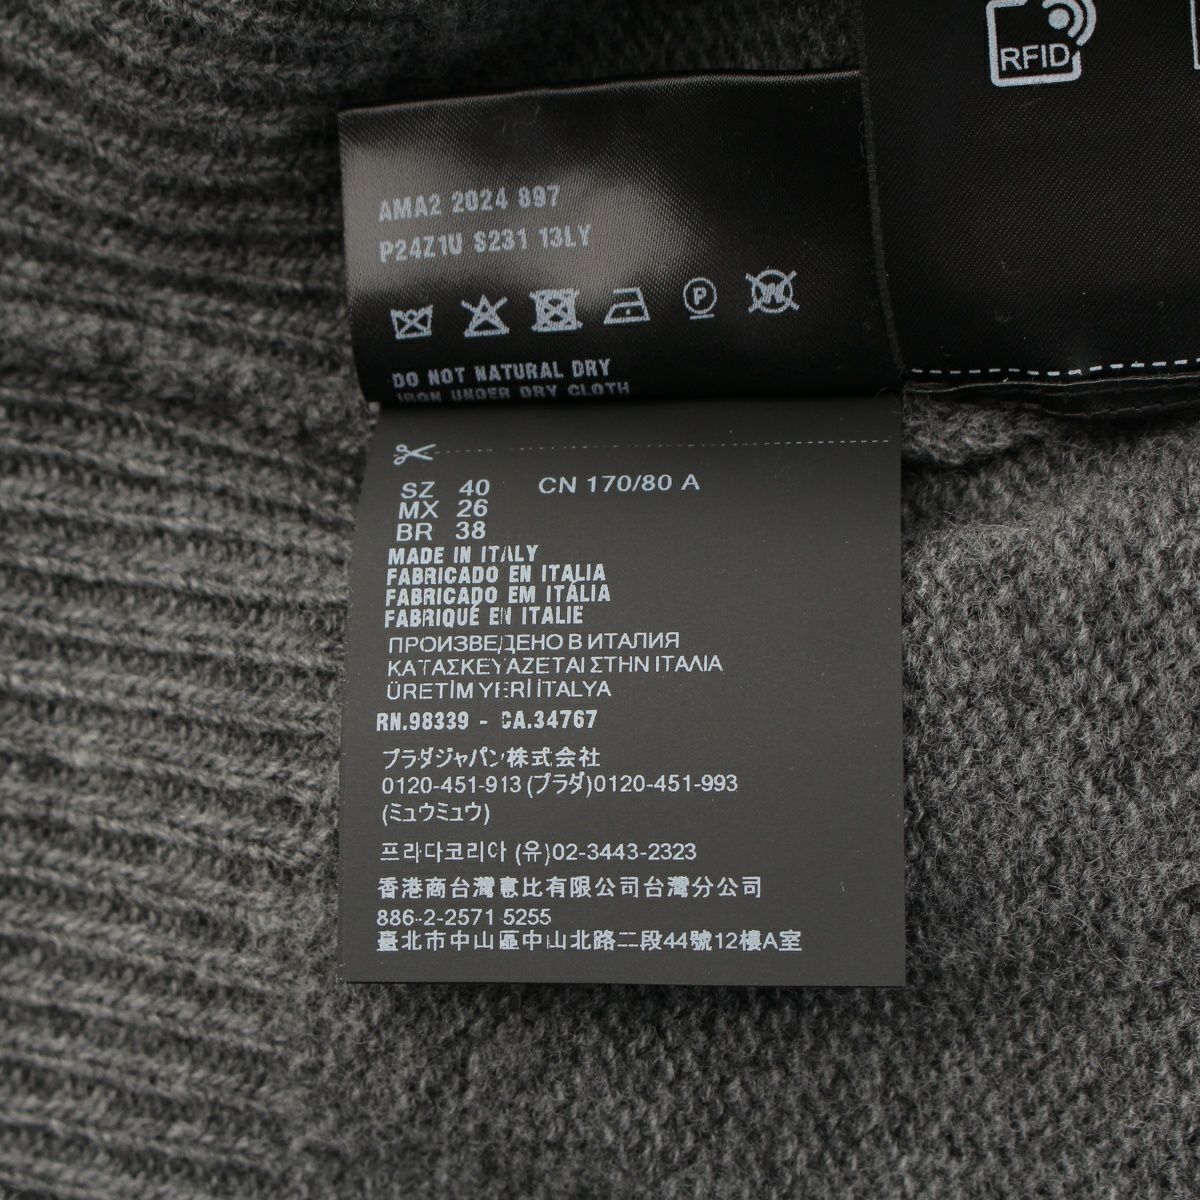 RFID
AMA2 2024 897
P24Z1U S231 13LY
P
W
DO NOT NATURAL DRY
IRON UNDER DRY CLOTH
SZ 40 CN 170/80 A
MX 26
BR 38
MADE IN ITALY
FABRICADO EN ITALIA
FABRICADO EM ITÁLIA
FABRIQUÉ EN ITALIE
ПРОИЗВЕДЕНО В ИТАЛИЯ
ΚΑΤΑΣΚΕΥΑΖΕΤΑΙ ΣΤΗΝ ΙΤΑΛΙΑ
ÜRETİM YERİ İTALYA
RN.98339 - CA.34767
プラダジャパン株式会社
0120-451-913 (プラダ)0120-451-993
(ミュウミュウ)
프라다코리아 (유)02-3443-2323
香港商台灣惠比有限公司台灣分公司
886-2-2571 5255
臺北市中山區中山北路二段44號12樓A室